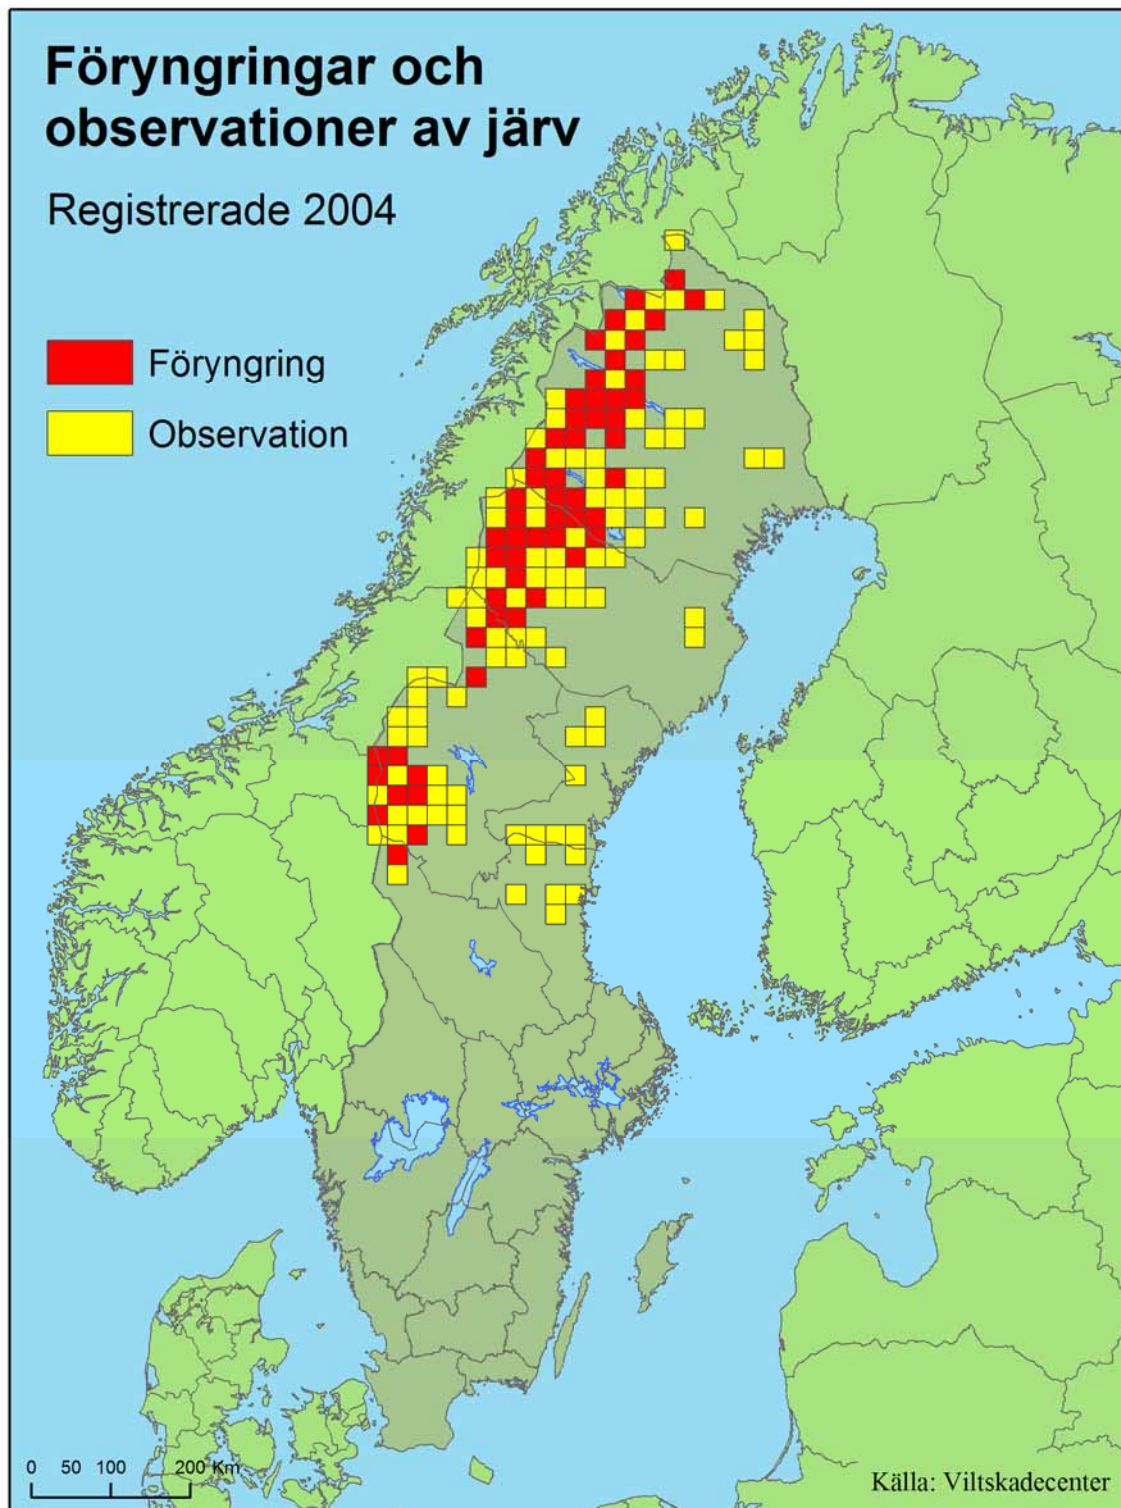 Föryngringar och
observationer av järv
Registrerade 2004
Föryngring
Observation
0 50 100 200 Km
Källa: Viltskadecenter